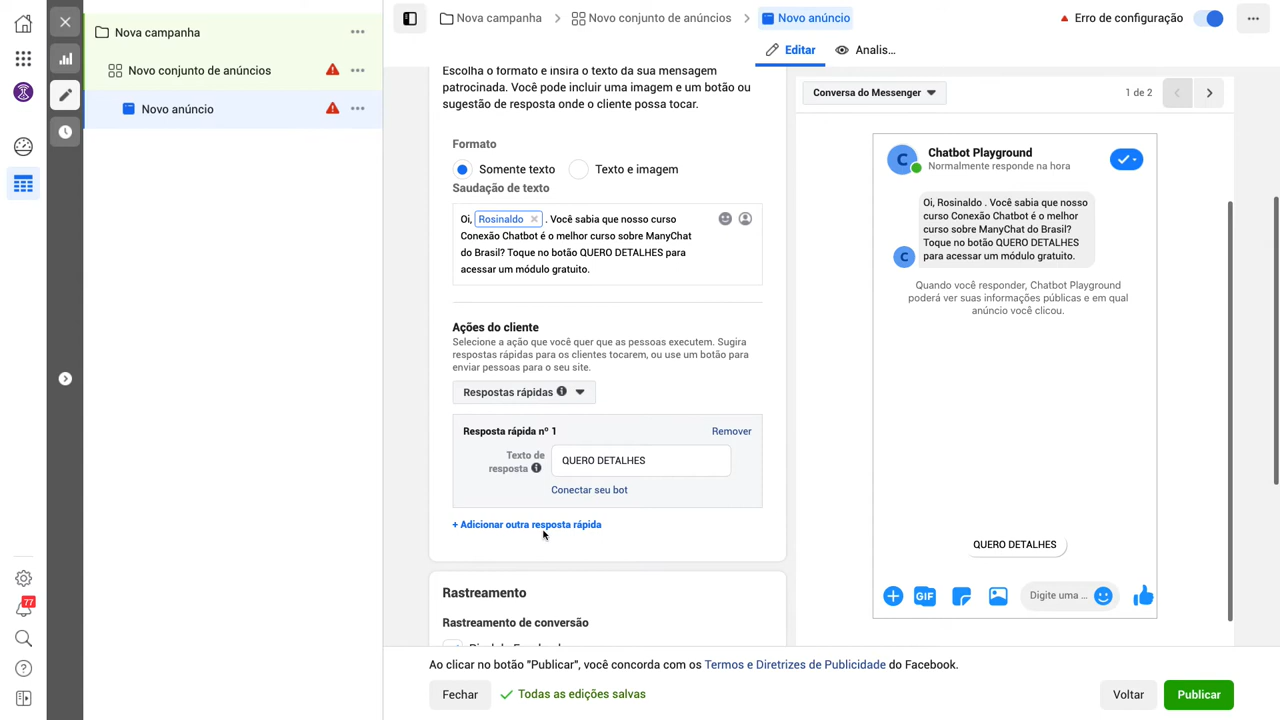 Nova campanha
Novo conjunto de anúncios
Novo anúncio
77
Nova campanha
Novo conjunto de anúncios
Novo anúncio
Erro de configuração
Editar
Analis...
Escolha o formato e insira o texto da sua mensagem
patrocinada. Você pode incluir uma imagem e um botão ou
sugestão de resposta onde o cliente possa tocar.
Formato
Somente texto
Texto e imagem
Saudação de texto
Oi, Rosinaldo × . Você sabia que nosso curso
Conexão Chatbot é o melhor curso sobre ManyChat
do Brasil? Toque no botão QUERO DETALHES para
acessar um módulo gratuito.
Ações do cliente
Selecione a ação que você quer que as pessoas executem. Sugira
respostas rápidas para os clientes tocarem, ou use um botão para
enviar pessoas para o seu site.
Respostas rápidas
Resposta rápida nº 1
Remover
Texto de
resposta
QUERO DETALHES
Conectar seu bot
+ Adicionar outra resposta rápida
Rastreamento
Rastreamento de conversão
Conversa do Messenger
1 de 2
C
Chatbot Playground
Normalmente responde na hora
Oi, Rosinaldo . Você sabia que nosso
curso Conexão Chatbot é o melhor
curso sobre ManyChat do Brasil?
Toque no botão QUERO DETALHES
para acessar um módulo gratuito.
C
Quando você responder, Chatbot Playground
poderá ver suas informações públicas e em qual
anúncio você clicou.
QUERO DETALHES
GIF
Digite uma ...
Ao clicar no botão "Publicar", você concorda com os Termos e Diretrizes de Publicidade do Facebook.
Fechar
Todas as edições salvas
Voltar
Publicar